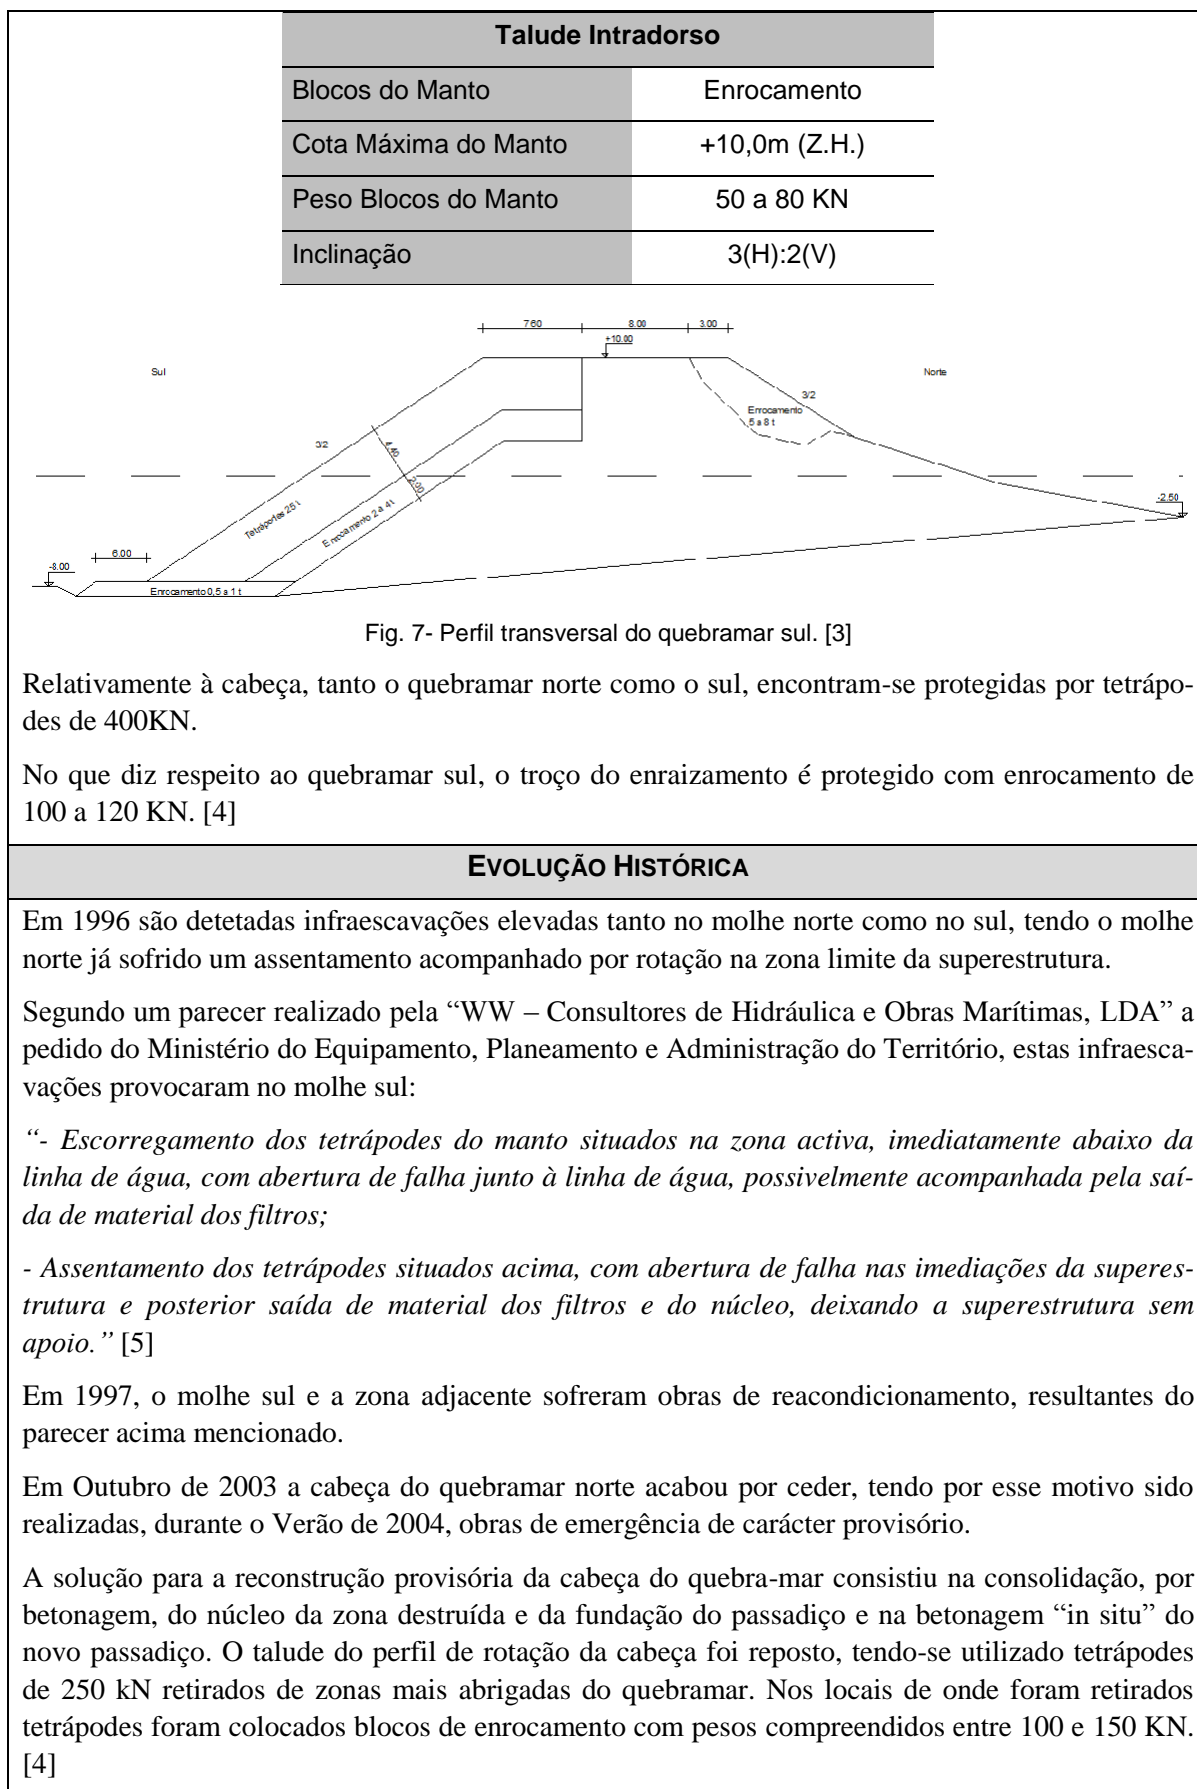 Talude Intradorso
Blocos do Manto Enrocamento
Cota Máxima do Manto +10,0m (Z.H.)
Peso Blocos do Manto 50 a 80 KN
Inclinação 3(H):2(V)
7.60 8.00 3.00
+10.00
Sul Norte
3/2
Enrocamento
5 a 8 t
3/2
4.40
2.00
-2.50
Tetrápodes 25 t
Enrocamento 2 a 4 t
6.00
-8.00
Enrocamento 0,5 a 1 t
Fig. 7- Perfil transversal do quebramar sul. [3]
Relativamente à cabeça, tanto o quebramar norte como o sul, encontram-se protegidas por tetrápo-
des de 400KN.
No que diz respeito ao quebramar sul, o troço do enraizamento é protegido com enrocamento de
100 a 120 KN. [4]
EVOLUÇÃO HISTÓRICA
Em 1996 são detetadas infraescavações elevadas tanto no molhe norte como no sul, tendo o molhe
norte já sofrido um assentamento acompanhado por rotação na zona limite da superestrutura.
Segundo um parecer realizado pela “WW – Consultores de Hidráulica e Obras Marítimas, LDA” a
pedido do Ministério do Equipamento, Planeamento e Administração do Território, estas infraesca-
vações provocaram no molhe sul:
“- Escorregamento dos tetrápodes do manto situados na zona activa, imediatamente abaixo da
linha de água, com abertura de falha junto à linha de água, possivelmente acompanhada pela saí-
da de material dos filtros;
- Assentamento dos tetrápodes situados acima, com abertura de falha nas imediações da superes-
trutura e posterior saída de material dos filtros e do núcleo, deixando a superestrutura sem
apoio.” [5]
Em 1997, o molhe sul e a zona adjacente sofreram obras de reacondicionamento, resultantes do
parecer acima mencionado.
Em Outubro de 2003 a cabeça do quebramar norte acabou por ceder, tendo por esse motivo sido
realizadas, durante o Verão de 2004, obras de emergência de carácter provisório.
A solução para a reconstrução provisória da cabeça do quebra-mar consistiu na consolidação, por
betonagem, do núcleo da zona destruída e da fundação do passadiço e na betonagem “in situ” do
novo passadiço. O talude do perfil de rotação da cabeça foi reposto, tendo-se utilizado tetrápodes
de 250 kN retirados de zonas mais abrigadas do quebramar. Nos locais de onde foram retirados
tetrápodes foram colocados blocos de enrocamento com pesos compreendidos entre 100 e 150 KN.
[4]